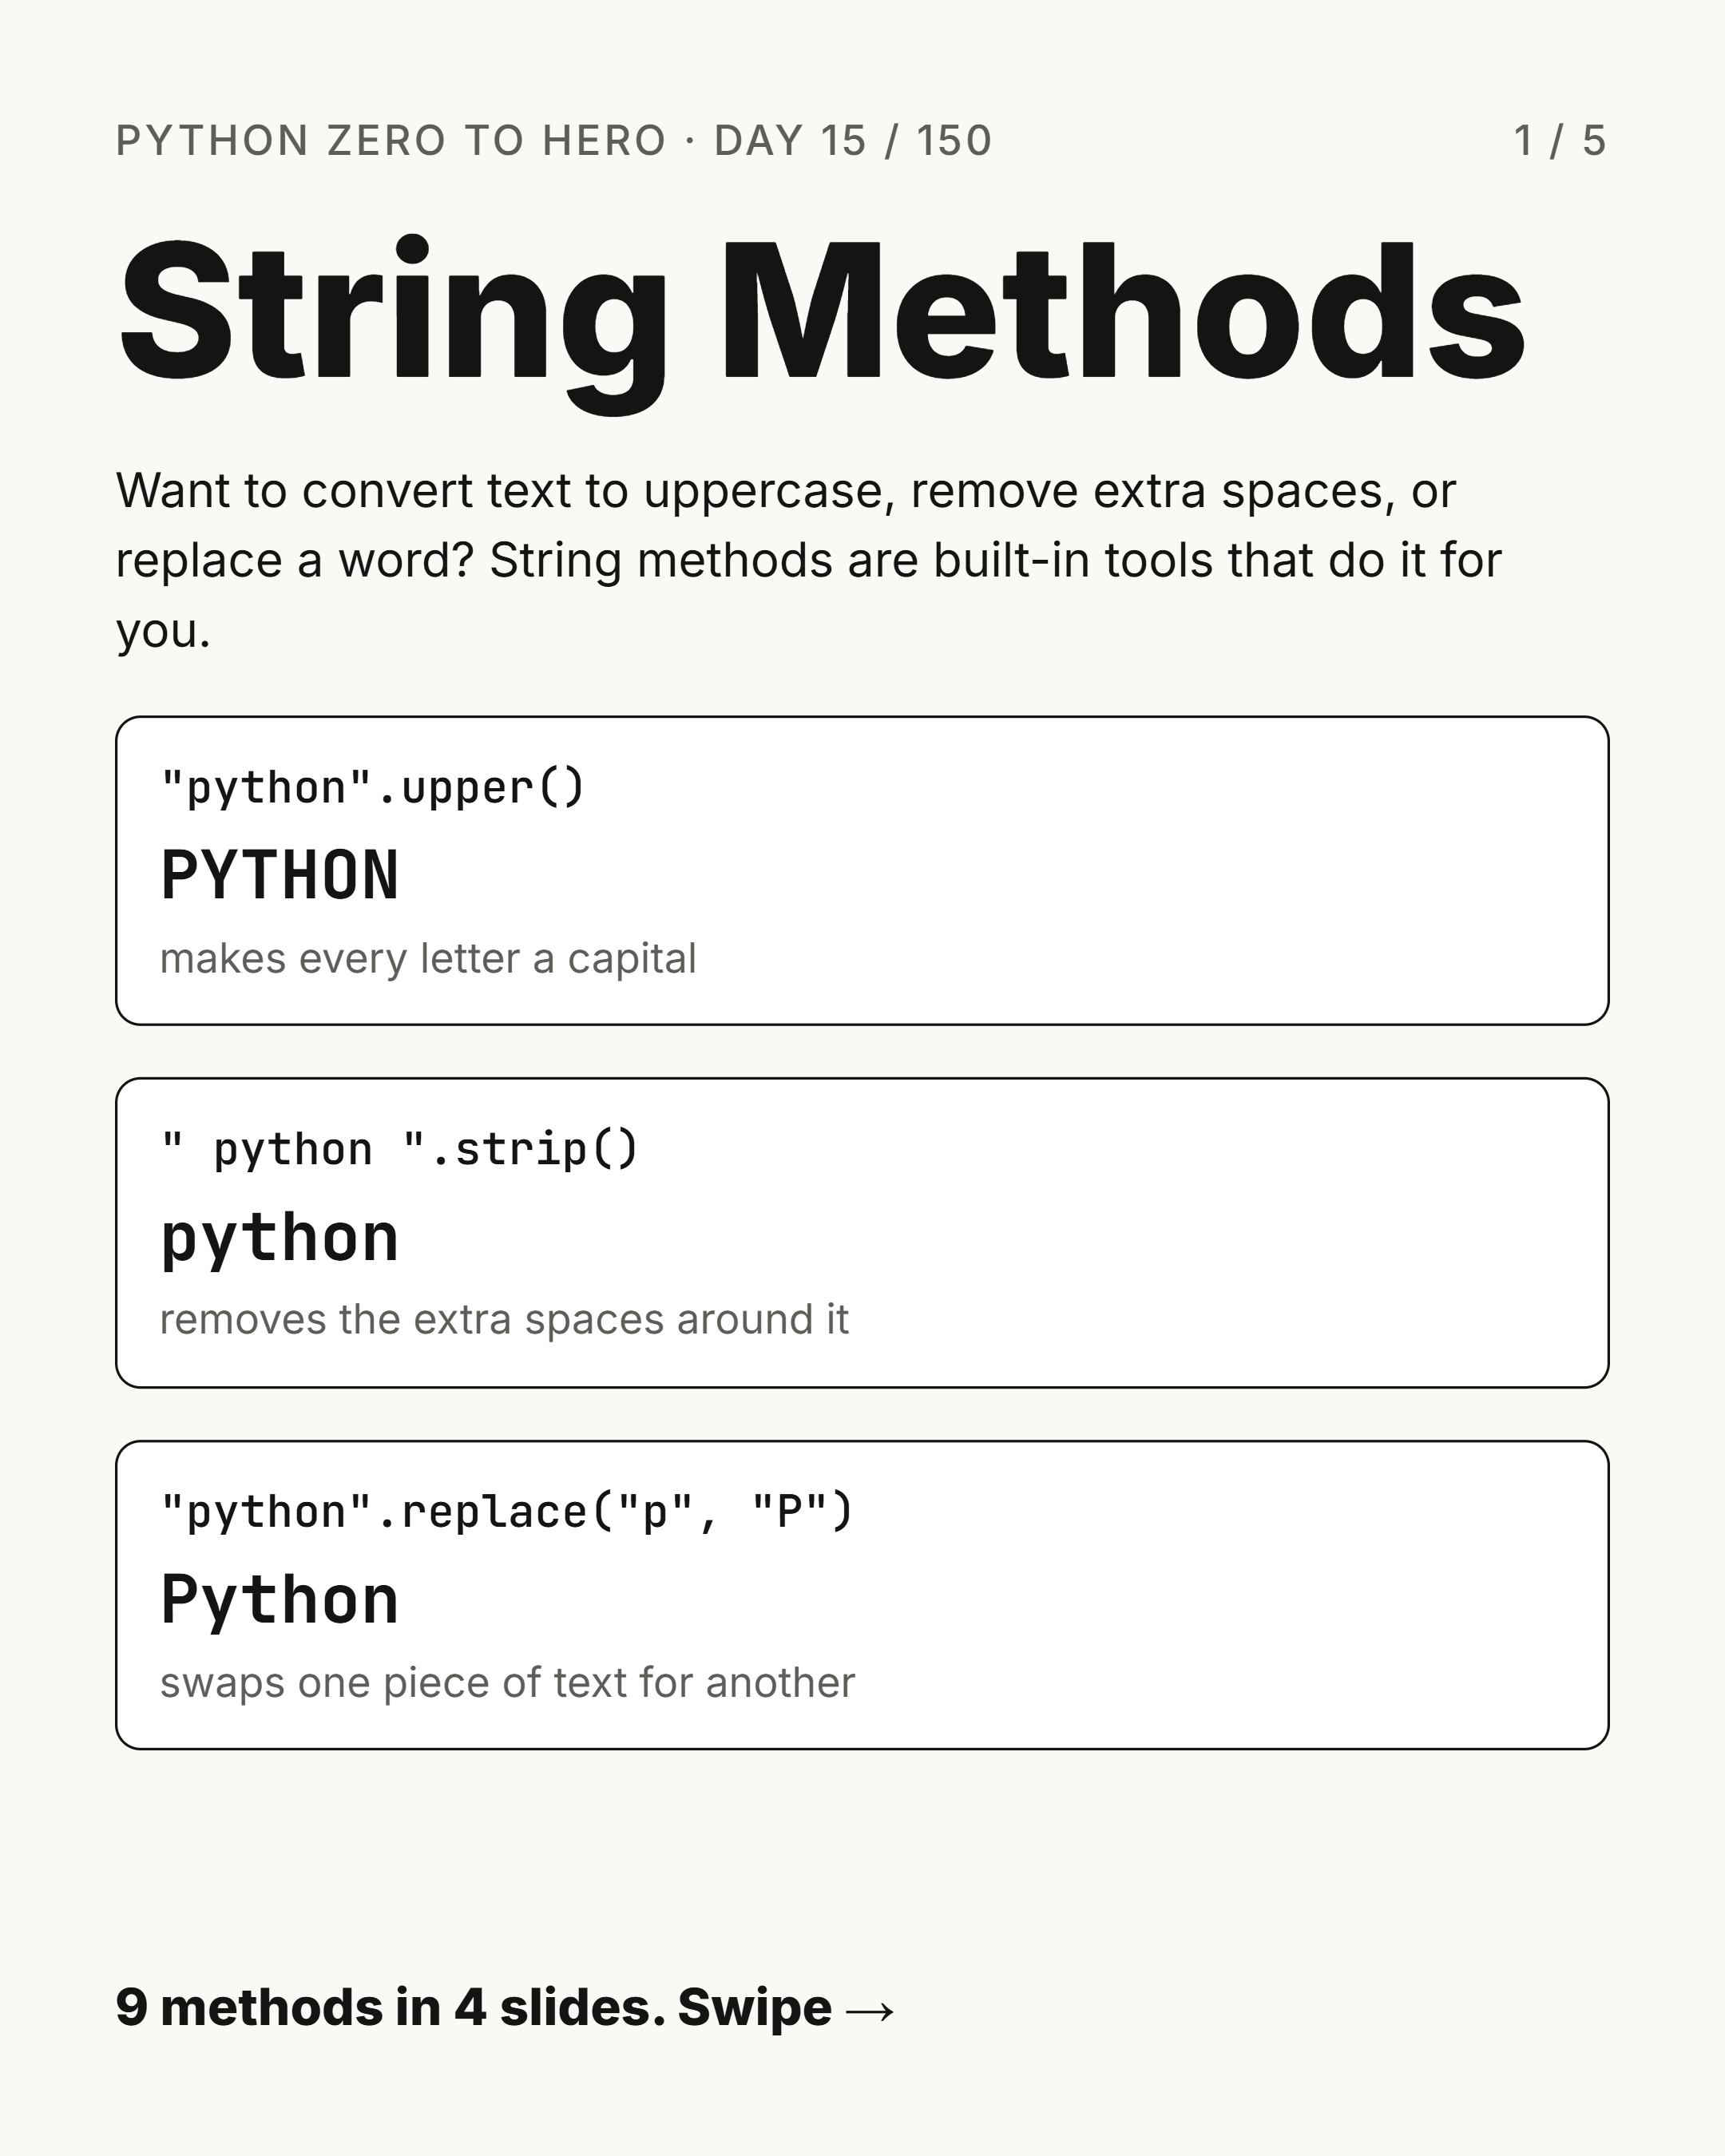 PYTHON ZERO TO HERO · DAY 15 / 150
1 / 5
String Methods
Want to convert text to uppercase, remove extra spaces, or
replace a word? String methods are built-in tools that do it for
you.
"python".upper()
PYTHON
makes every letter a capital
" python ".strip()
python
removes the extra spaces around it
"python".replace("p", "P")
Python
swaps one piece of text for another
9 methods in 4 slides. Swipe →